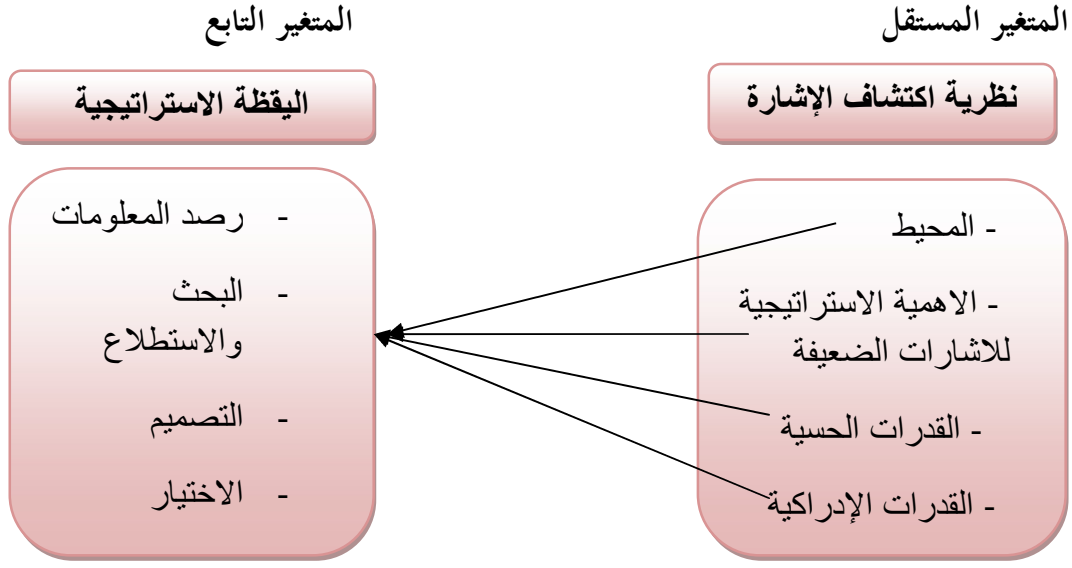 المتغير المستقل
المتغير التابع
نظرية اكتشاف الإشارة
اليقظة الاستراتيجية
- المحيط
- الاهمية الاستراتيجية
للاشارات الضعيفة
- القدرات الحسية
- القدرات الإدراكية
- رصد المعلومات
- البحث
والاستطلاع
- التصميم
- الاختيار